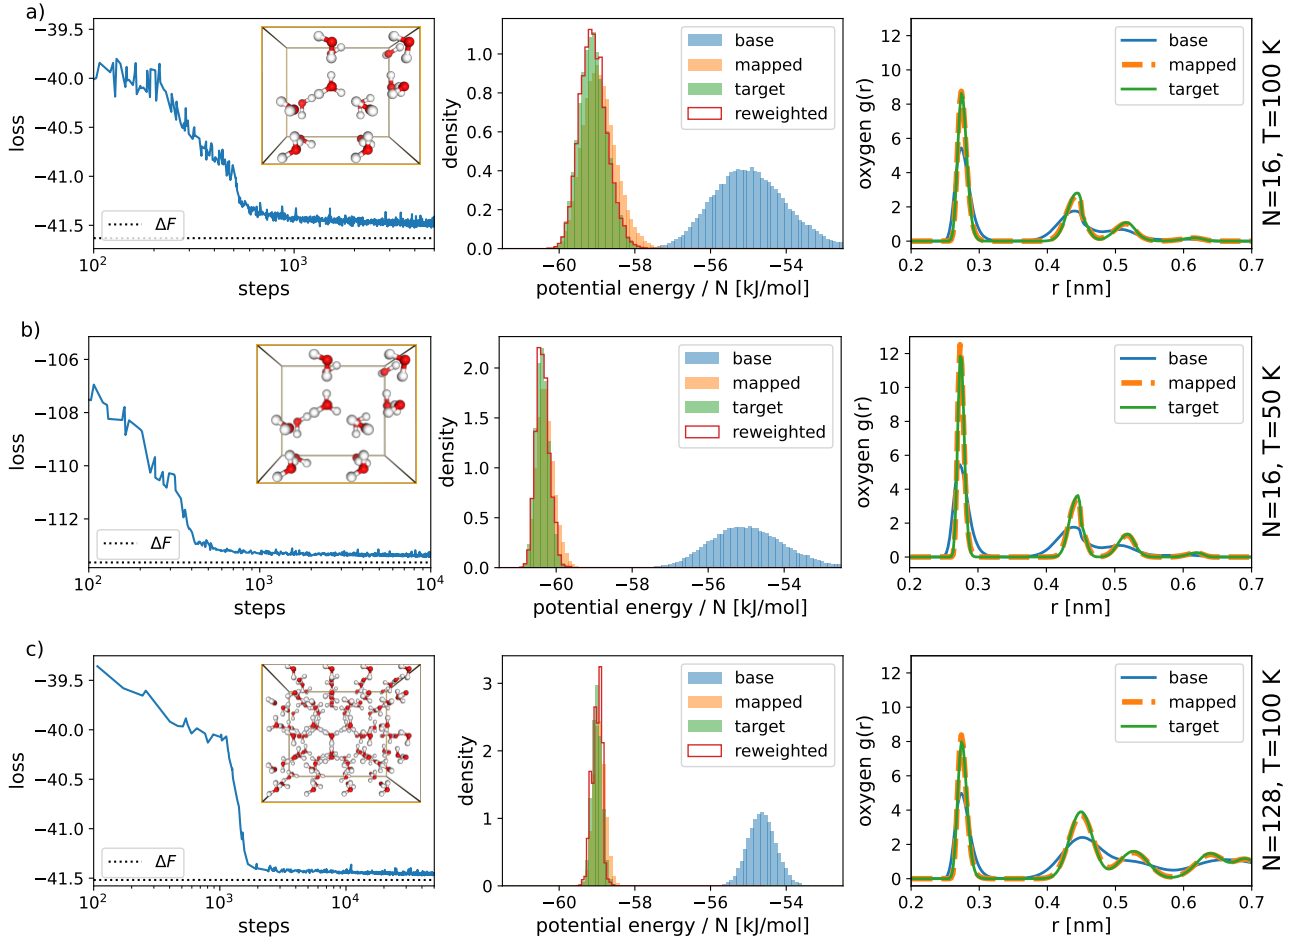 a)
−39.5
−40.0
−40.5
−41.0
−41.5
loss
ΔF
10²
10³
steps
1.0
0.8
0.6
0.4
0.2
0.0
density
base
mapped
target
reweighted
−60
−58
−56
−54
potential energy / N [kJ/mol]
12
10
8
6
4
2
0
oxygen g(r)
base
mapped
target
0.2
0.3
0.4
0.5
0.6
0.7
r [nm]
N=16, T=100 K
b)
−106
−108
−110
−112
loss
ΔF
10²
10³
10⁴
steps
2.0
1.5
1.0
0.5
0.0
density
base
mapped
target
reweighted
−60
−58
−56
−54
potential energy / N [kJ/mol]
12
10
8
6
4
2
0
oxygen g(r)
base
mapped
target
0.2
0.3
0.4
0.5
0.6
0.7
r [nm]
N=16, T=50 K
c)
−39.5
−40.0
−40.5
−41.0
−41.5
loss
ΔF
10²
10³
10⁴
steps
3
2
1
0
density
base
mapped
target
reweighted
−60
−58
−56
−54
potential energy / N [kJ/mol]
12
10
8
6
4
2
0
oxygen g(r)
base
mapped
target
0.2
0.3
0.4
0.5
0.6
0.7
r [nm]
N=128, T=100 K